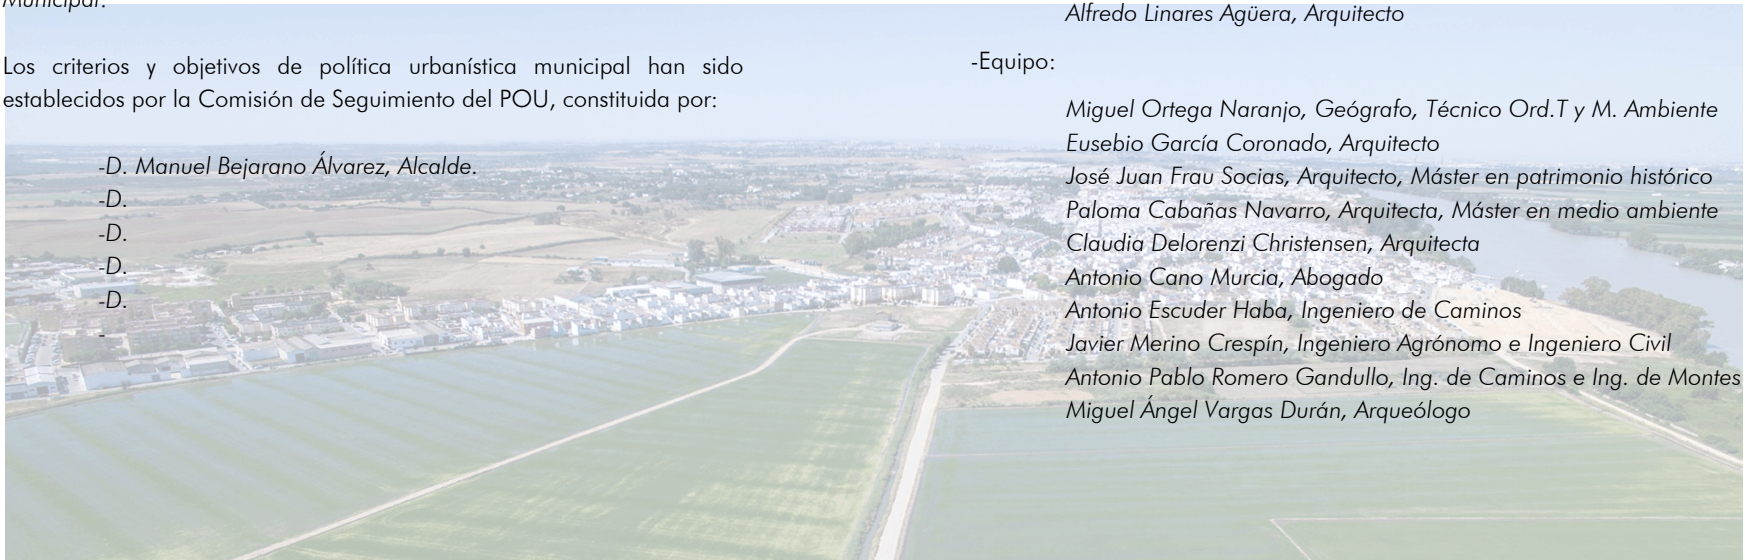 Municipal.
Los criterios y objetivos de política urbanística municipal han sido
establecidos por la Comisión de Seguimiento del POU, constituida por:
-D. Manuel Bejarano Álvarez, Alcalde.
-D.
-D.
-D.
-D.
-
Alfredo Linares Agüera, Arquitecto
-Equipo:
Miguel Ortega Naranjo, Geógrafo, Técnico Ord.T y M. Ambiente
Eusebio García Coronado, Arquitecto
José Juan Frau Socias, Arquitecto, Máster en patrimonio histórico
Paloma Cabañas Navarro, Arquitecta, Máster en medio ambiente
Claudia Delorenzi Christensen, Arquitecta
Antonio Cano Murcia, Abogado
Antonio Escuder Haba, Ingeniero de Caminos
Javier Merino Crespín, Ingeniero Agrónomo e Ingeniero Civil
Antonio Pablo Romero Gandullo, Ing. de Caminos e Ing. de Montes
Miguel Ángel Vargas Durán, Arqueólogo